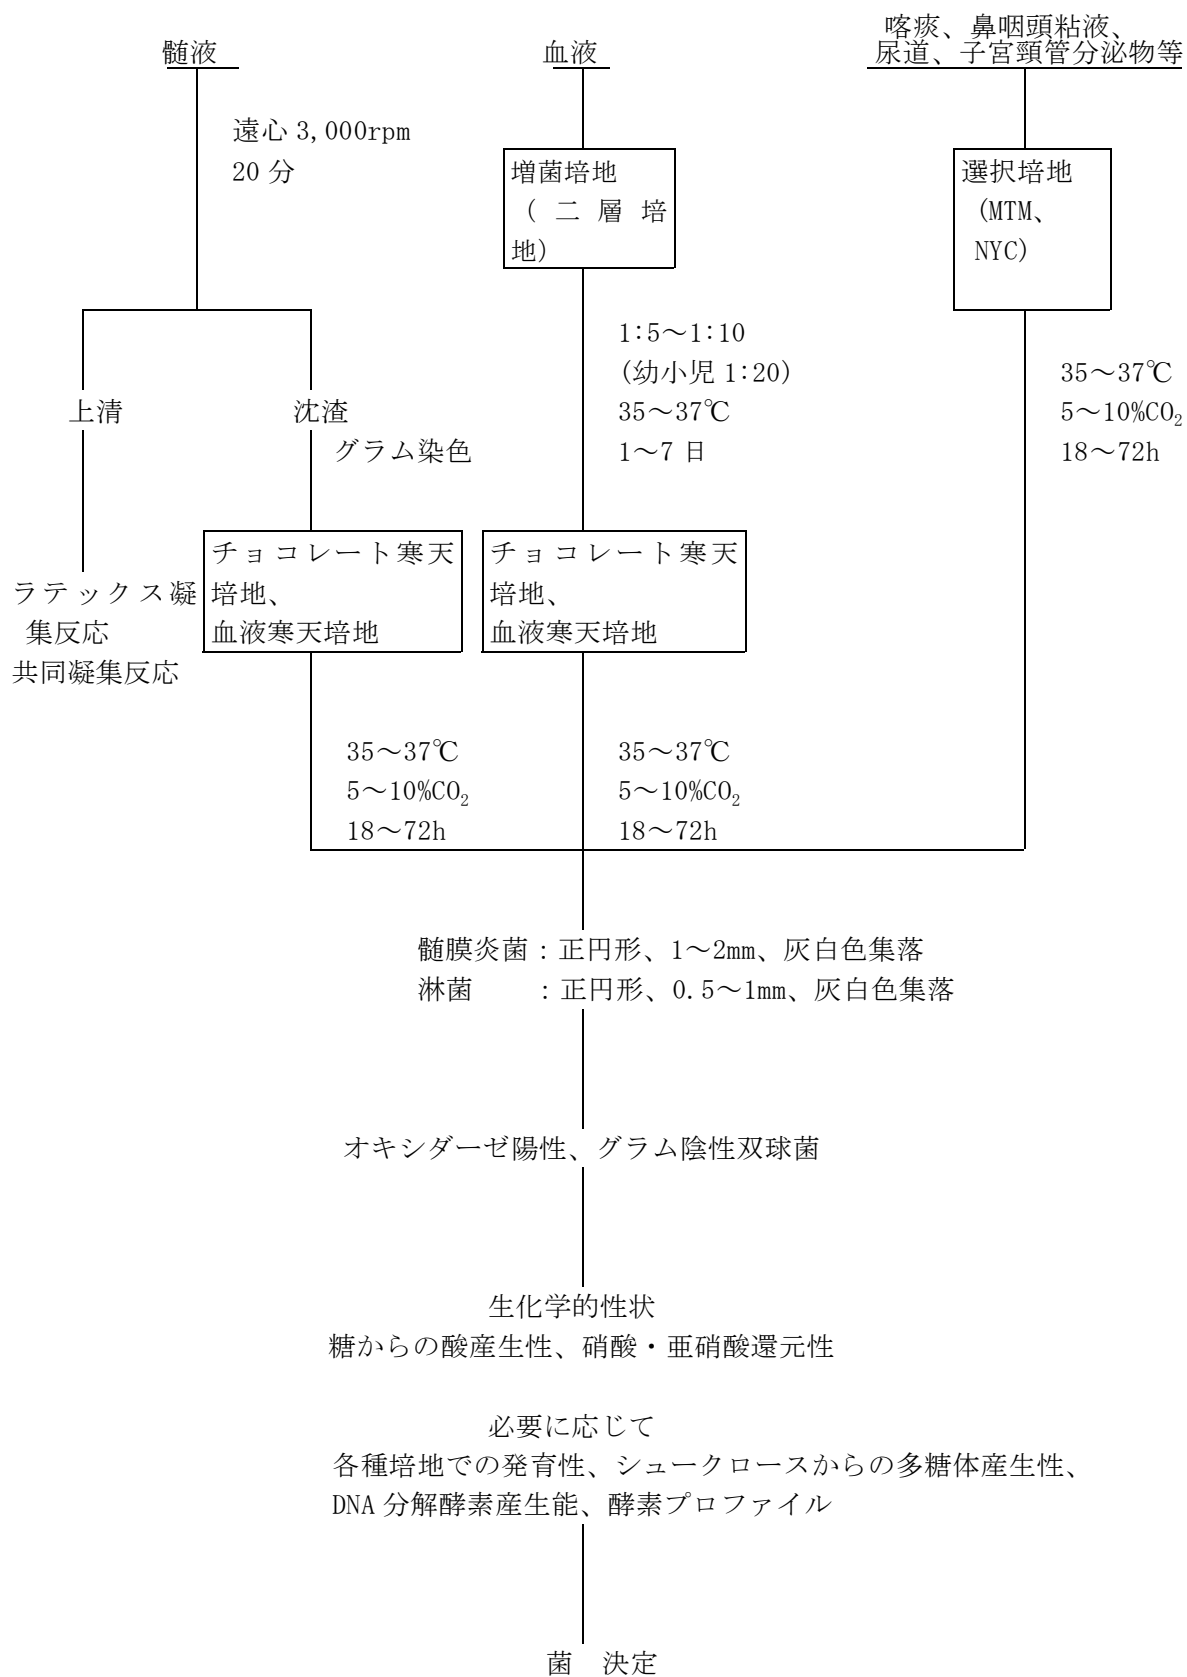 髄液
血液
喀痰、鼻咽頭粘液、
尿道、子宮頸管分泌物等
遠心 3,000rpm
20 分
増菌培地
(二層培
地)
選択培地
(MTM、
NYC)
1:5～1:10
(幼小児 1:20)
35～37℃
1～7 日
35～37℃
5～10%CO₂
18～72h
上清
沈渣
グラム染色
ラテックス凝
集反応
共同凝集反応
チョコレート寒天
培地、
血液寒天培地
チョコレート寒天
培地、
血液寒天培地
35～37℃
5～10%CO₂
18～72h
35～37℃
5～10%CO₂
18～72h
髄膜炎菌：正円形、1～2mm、灰白色集落
淋菌　　：正円形、0.5～1mm、灰白色集落
オキシダーゼ陽性、グラム陰性双球菌
生化学的性状
糖からの酸産生性、硝酸・亜硝酸還元性
必要に応じて
各種培地での発育性、シュークロースからの多糖体産生性、
DNA 分解酵素産生能、酵素プロファイル
菌　決定